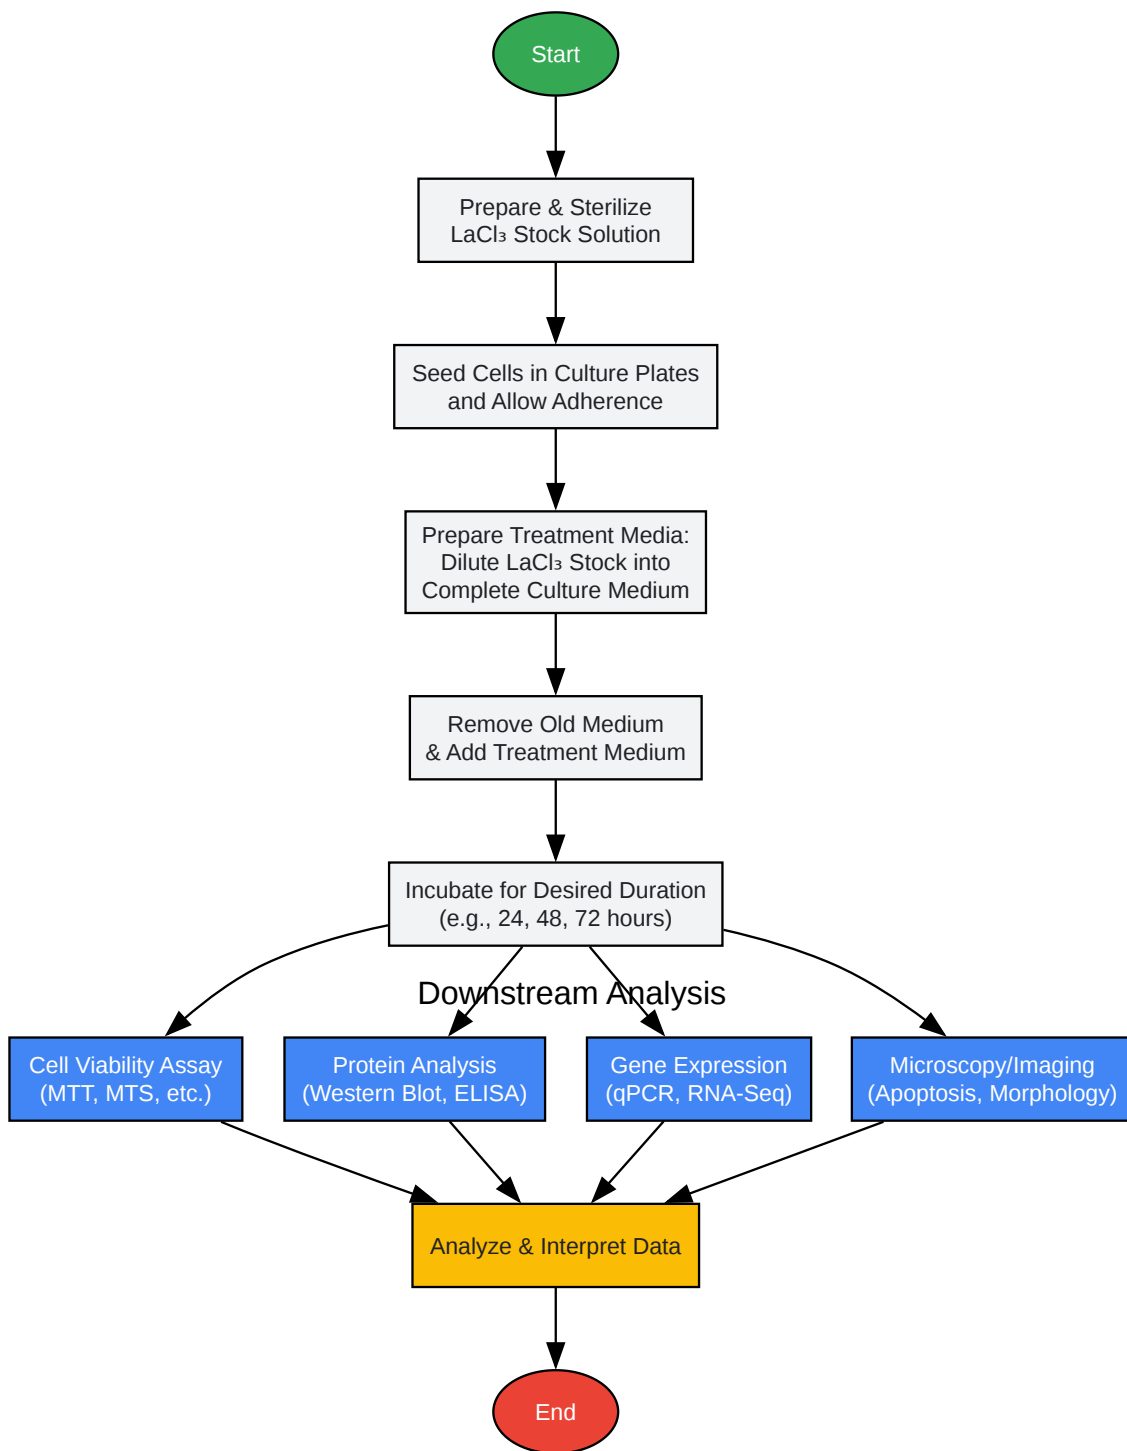 Start
Prepare & Sterilize
LaCl₃ Stock Solution
Seed Cells in Culture Plates
and Allow Adherence
Prepare Treatment Media:
Dilute LaCl₃ Stock into
Complete Culture Medium
Remove Old Medium
& Add Treatment Medium
Incubate for Desired Duration
(e.g., 24, 48, 72 hours)
Downstream Analysis
Cell Viability Assay
(MTT, MTS, etc.)
Protein Analysis
(Western Blot, ELISA)
Gene Expression
(qPCR, RNA-Seq)
Microscopy/Imaging
(Apoptosis, Morphology)
Analyze & Interpret Data
End